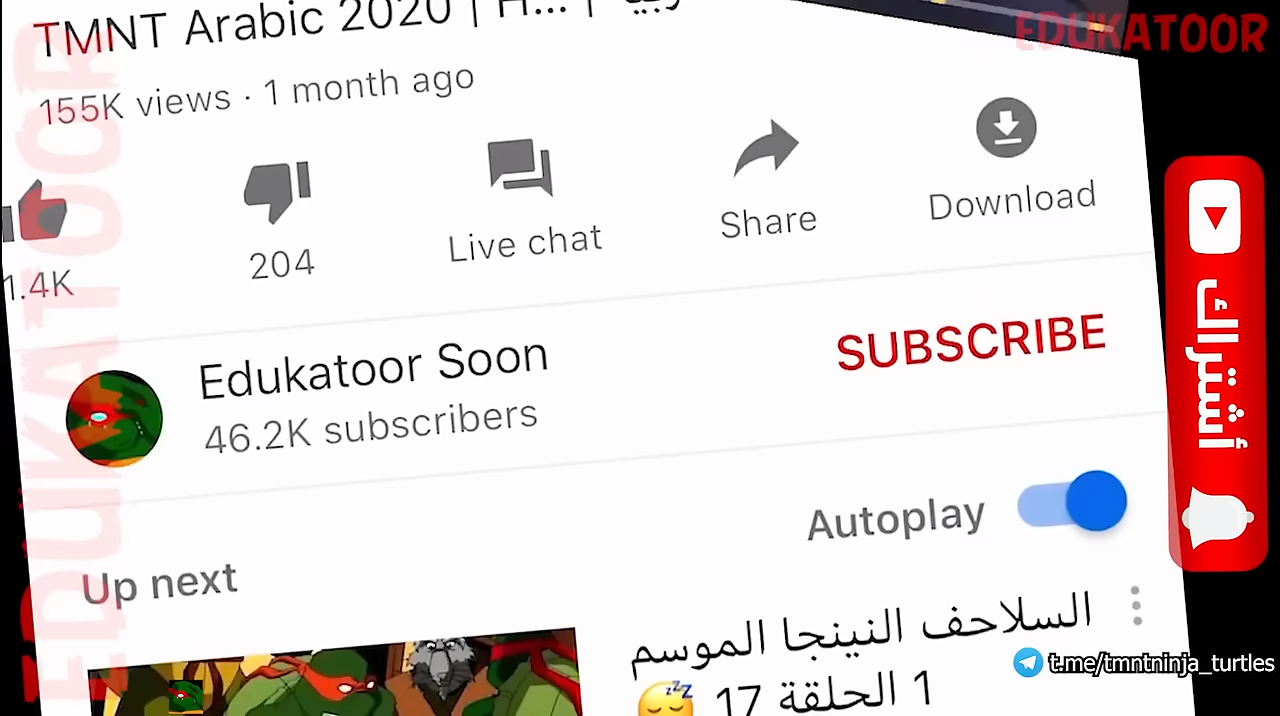 TMNT Arabic 2020 | H... |
EDUKATOOR
155K views · 1 month ago
1.4K
204
Live chat
Share
Download
Edukatoor Soon
46.2K subscribers
SUBSCRIBE
أشتراك
Autoplay
Up next
السلاحف النينجا الموسم
1 الحلقة 17 😴
t.me/tmntninja_turtles
EDUKATOOR